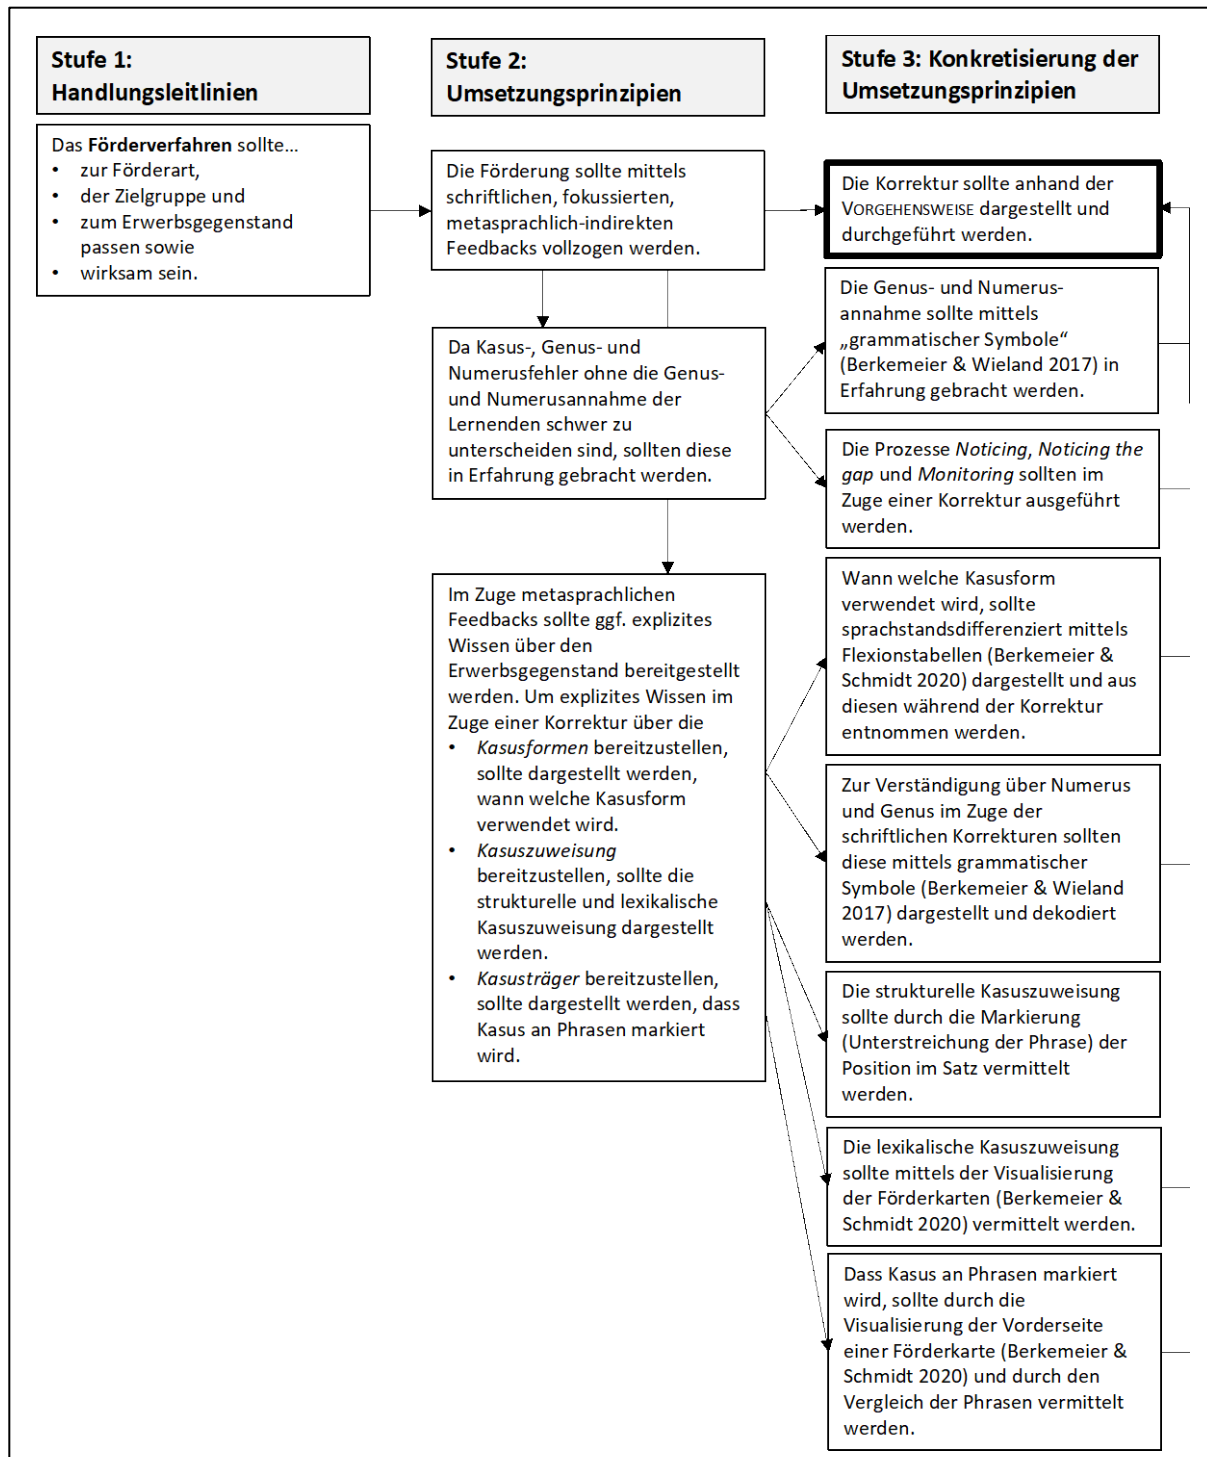 Stufe 1:
Handlungsleitlinien
Das Förderverfahren sollte…
• zur Förderart,
• der Zielgruppe und
• zum Erwerbsgegenstand
passen sowie
• wirksam sein.
Stufe 2:
Umsetzungsprinzipien
Die Förderung sollte mittels
schriftlichen, fokussierten,
metasprachlich-indirekten
Feedbacks vollzogen werden.
Da Kasus-, Genus- und
Numerusfehler ohne die Genus-
und Numerusannahme der
Lernenden schwer zu
unterscheiden sind, sollten diese
in Erfahrung gebracht werden.
Im Zuge metasprachlichen
Feedbacks sollte ggf. explizites
Wissen über den
Erwerbsgegenstand bereitgestellt
werden. Um explizites Wissen im
Zuge einer Korrektur über die
• Kasusformen bereitzustellen,
sollte dargestellt werden,
wann welche Kasusform
verwendet wird.
• Kasuszuweisung
bereitzustellen, sollte die
strukturelle und lexikalische
Kasuszuweisung dargestellt
werden.
• Kasusträger bereitzustellen,
sollte dargestellt werden, dass
Kasus an Phrasen markiert
wird.
Stufe 3: Konkretisierung der
Umsetzungsprinzipien
Die Korrektur sollte anhand der
VORGEHENSWEISE dargestellt und
durchgeführt werden.
Die Genus- und Numerus-
annahme sollte mittels
„grammatischer Symbole“
(Berkemeier & Wieland 2017) in
Erfahrung gebracht werden.
Die Prozesse Noticing, Noticing the
gap und Monitoring sollten im
Zuge einer Korrektur ausgeführt
werden.
Wann welche Kasusform
verwendet wird, sollte
sprachstandsdifferenziert mittels
Flexionstabellen (Berkemeier &
Schmidt 2020) dargestellt und aus
diesen während der Korrektur
entnommen werden.
Zur Verständigung über Numerus
und Genus im Zuge der
schriftlichen Korrekturen sollten
diese mittels grammatischer
Symbole (Berkemeier & Wieland
2017) dargestellt und dekodiert
werden.
Die strukturelle Kasuszuweisung
sollte durch die Markierung
(Unterstreichung der Phrase) der
Position im Satz vermittelt
werden.
Die lexikalische Kasuszuweisung
sollte mittels der Visualisierung
der Förderkarten (Berkemeier &
Schmidt 2020) vermittelt werden.
Dass Kasus an Phrasen markiert
wird, sollte durch die
Visualisierung der Vorderseite
einer Förderkarte (Berkemeier &
Schmidt 2020) und durch den
Vergleich der Phrasen vermittelt
werden.